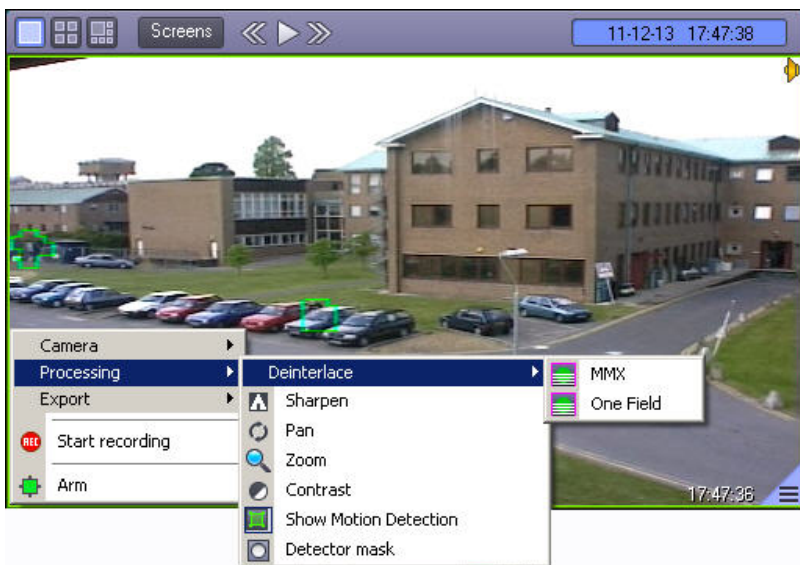 Screens
11-12-13 17:47:38
Camera
Processing
Export
REC Start recording
Arm
Deinterlace
Sharpen
Pan
Zoom
Contrast
Show Motion Detection
Detector mask
MMX
One Field
17:47:36